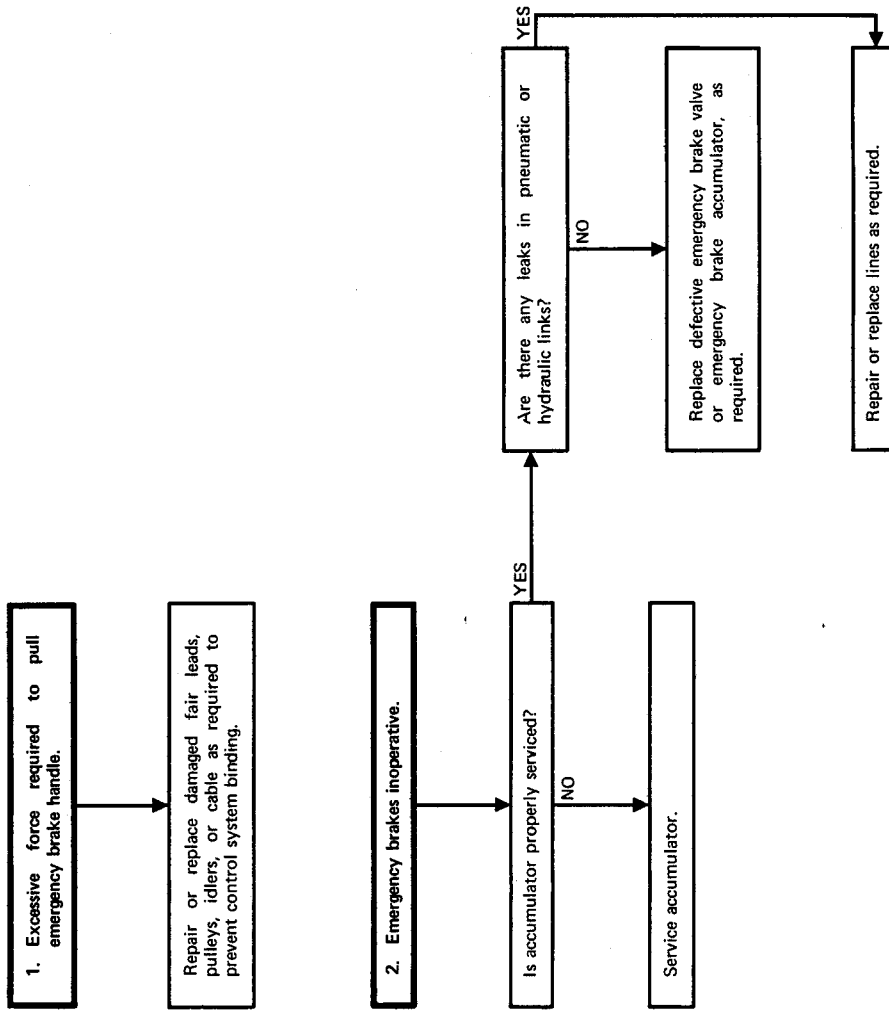 1. Excessive force required to pull
emergency brake handle.
Repair or replace damaged fair leads,
pulleys, idlers, or cable as required to
prevent control system binding.
2. Emergency brakes inoperative.
Is accumulator properly serviced?
YES
NO
Service accumulator.
Are there any leaks in pneumatic or
hydraulic links?
YES
NO
Replace defective emergency brake valve
or emergency brake accumulator, as
required.
Repair or replace lines as required.